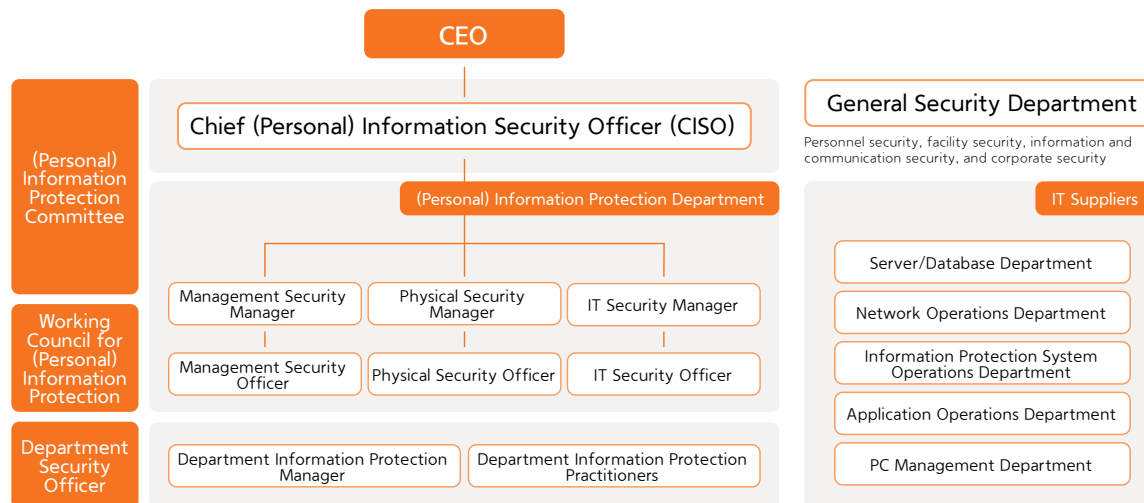 CEO
(Personal)
Information
Protection
Committee
Chief (Personal) Information Security Officer (CISO)
(Personal) Information Protection Department
Management Security
Manager
Physical Security
Manager
IT Security Manager
Working
Council for
(Personal)
Information
Protection
Management Security
Officer
Physical Security Officer
IT Security Officer
Department
Security
Officer
Department Information Protection
Manager
Department Information Protection
Practitioners
General Security Department
Personnel security, facility security, information and
communication security, and corporate security
IT Suppliers
Server/Database Department
Network Operations Department
Information Protection System
Operations Department
Application Operations Department
PC Management Department